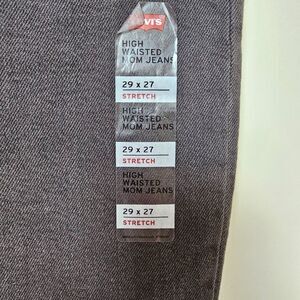 LEVI'S
HIGH
WAISTED
MOM JEANS
29 x 27
STRETCH
HIGH
WAISTED
MOM JEANS
29 x 27
STRETCH
HIGH
WAISTED
MOM JEANS
29 x 27
STRETCH